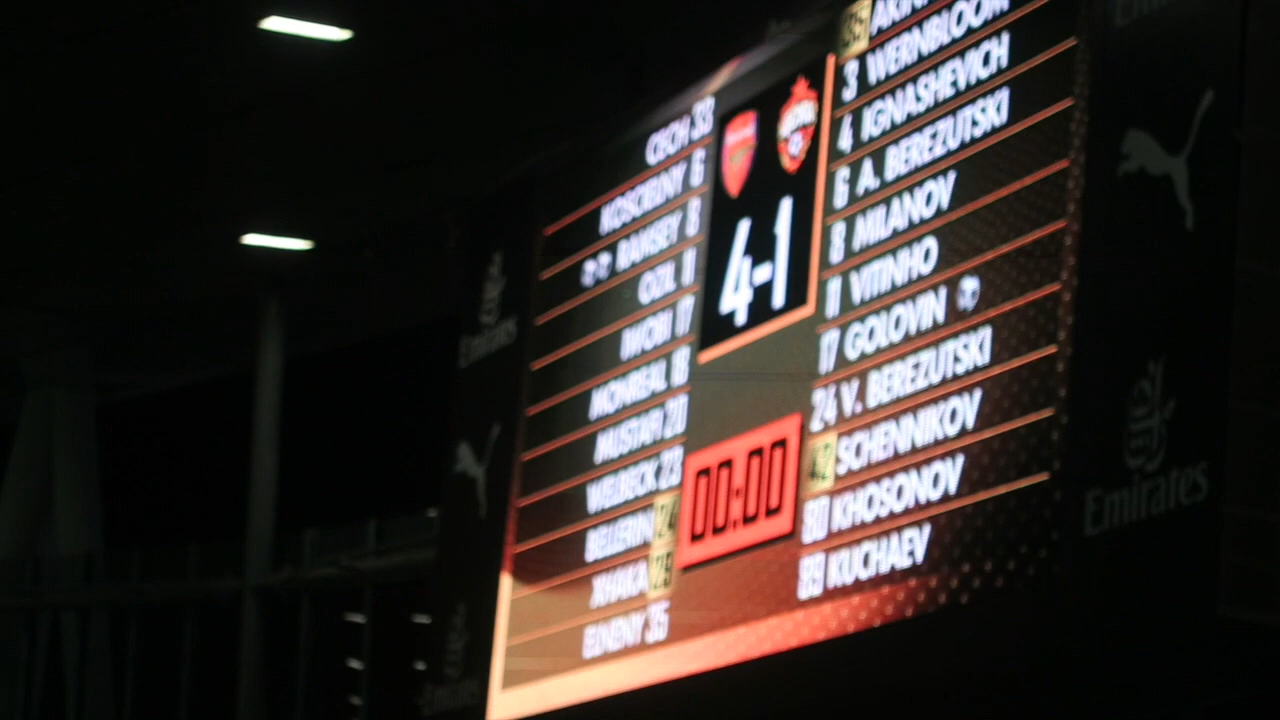 CECH 33
KOSCIELNY 6
RAMSEY 8
OZIL 11
IWOBI 17
MONREAL 18
MUSTAFI 20
WELBECK 23
BELLERIN 24
XHAKA 29
ELNENY 35
4-1
00:00
35
3 WERNBLOOM
4 IGNASHEVICH
6 A. BEREZUTSKI
8 MILANOV
11 VITINHO
17 GOLOVIN
24 V. BEREZUTSKI
42 SCHENNIKOV
80 KHOSONOV
89 KUCHAEV
Emirates
Emirates